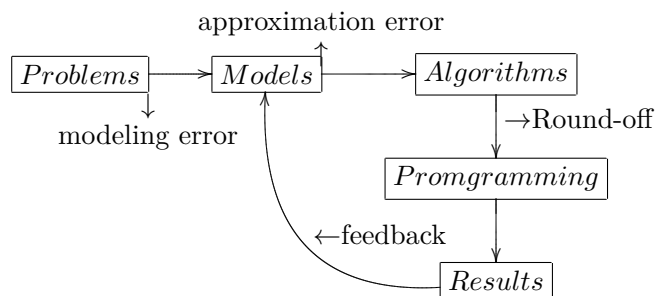 approximation error
Problems Models Algorithms
modeling error
→Round-off
Promgramming
←feedback
Results